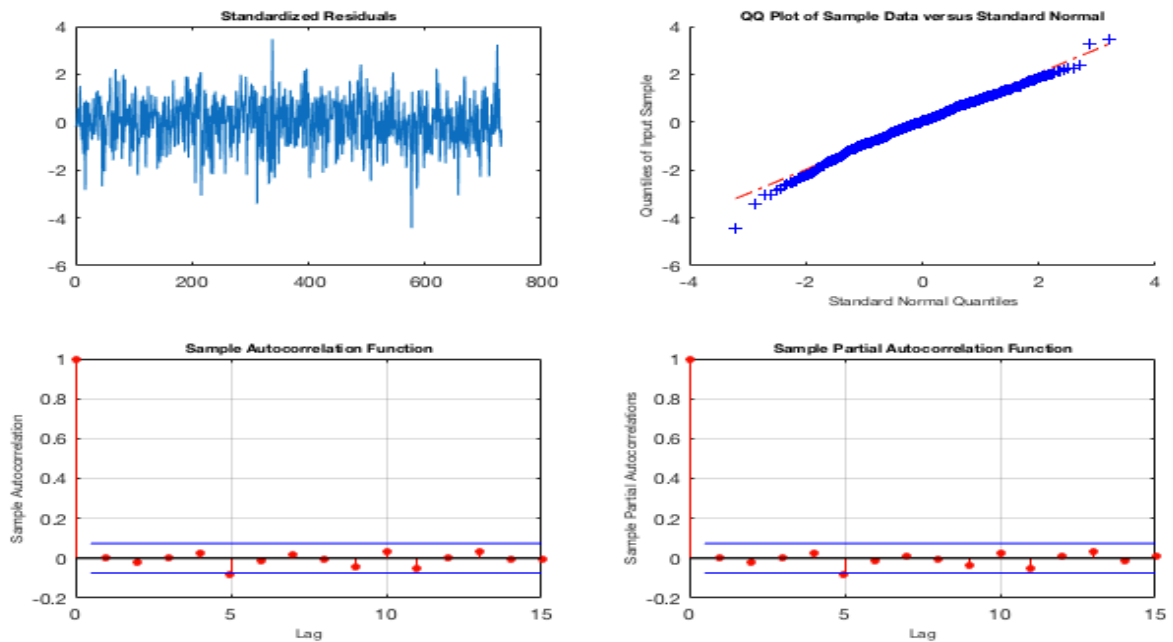 Standardized Residuals
4
2
0
-2
-4
-6
0 200 400 600 800
QQ Plot of Sample Data versus Standard Normal
Quantiles of Input Sample
4
2
0
-2
-4
-6
-4 -2 0 2 4
Standard Normal Quantiles
Sample Autocorrelation Function
Sample Autocorrelation
1
0.8
0.6
0.4
0.2
0
-0.2
0 5 10 15
Lag
Sample Partial Autocorrelation Function
Sample Partial Autocorrelations
1
0.8
0.6
0.4
0.2
0
-0.2
0 5 10 15
Lag